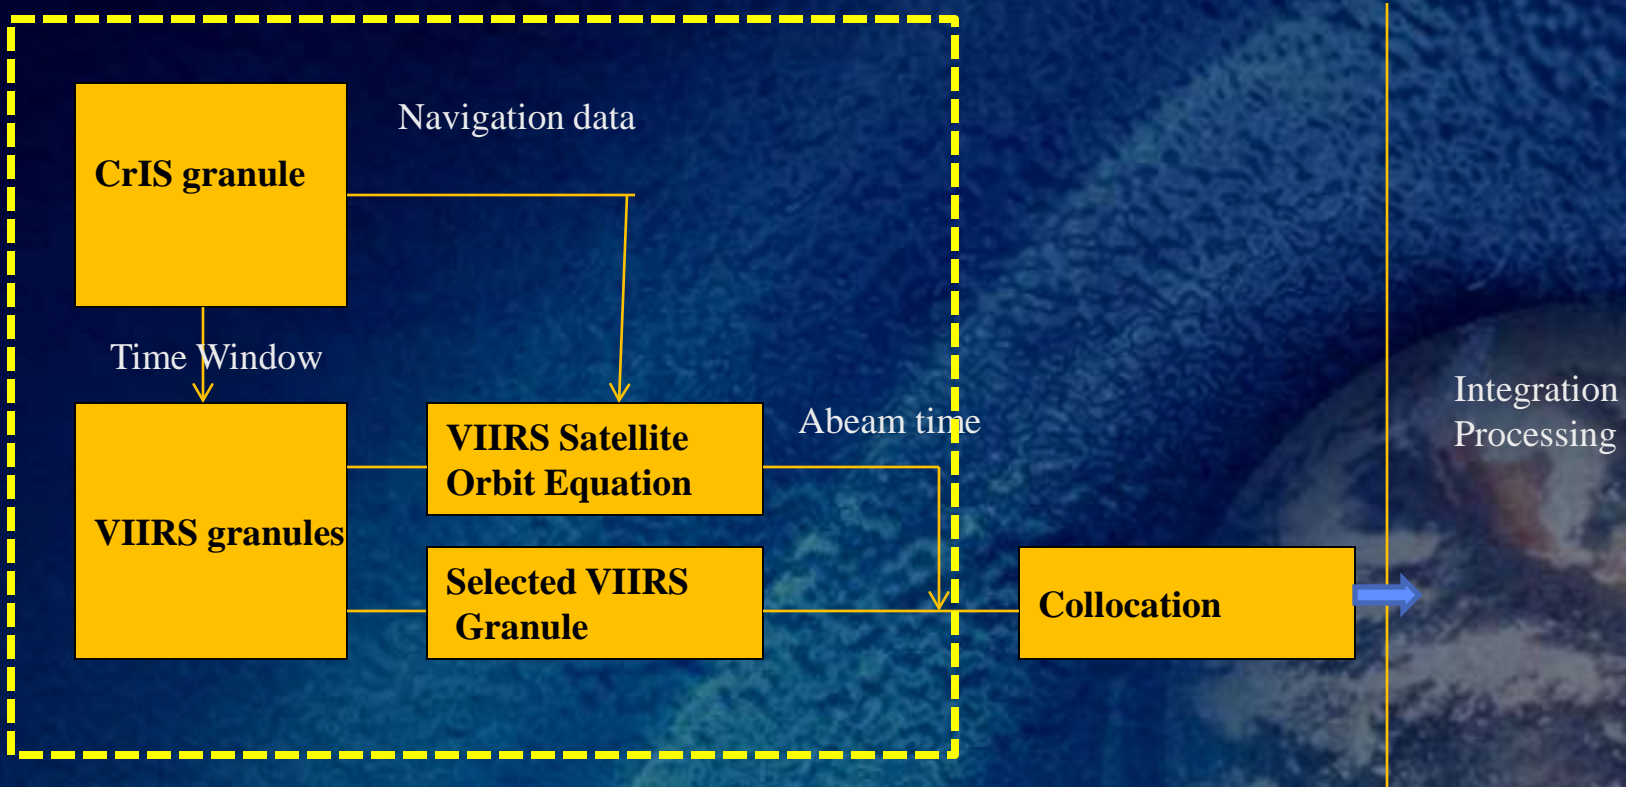 Navigation data
CrIS granule
Time Window
VIIRS granules
VIIRS Satellite
Orbit Equation
Abeam time
Selected VIIRS
Granule
Collocation
Integration
Processing